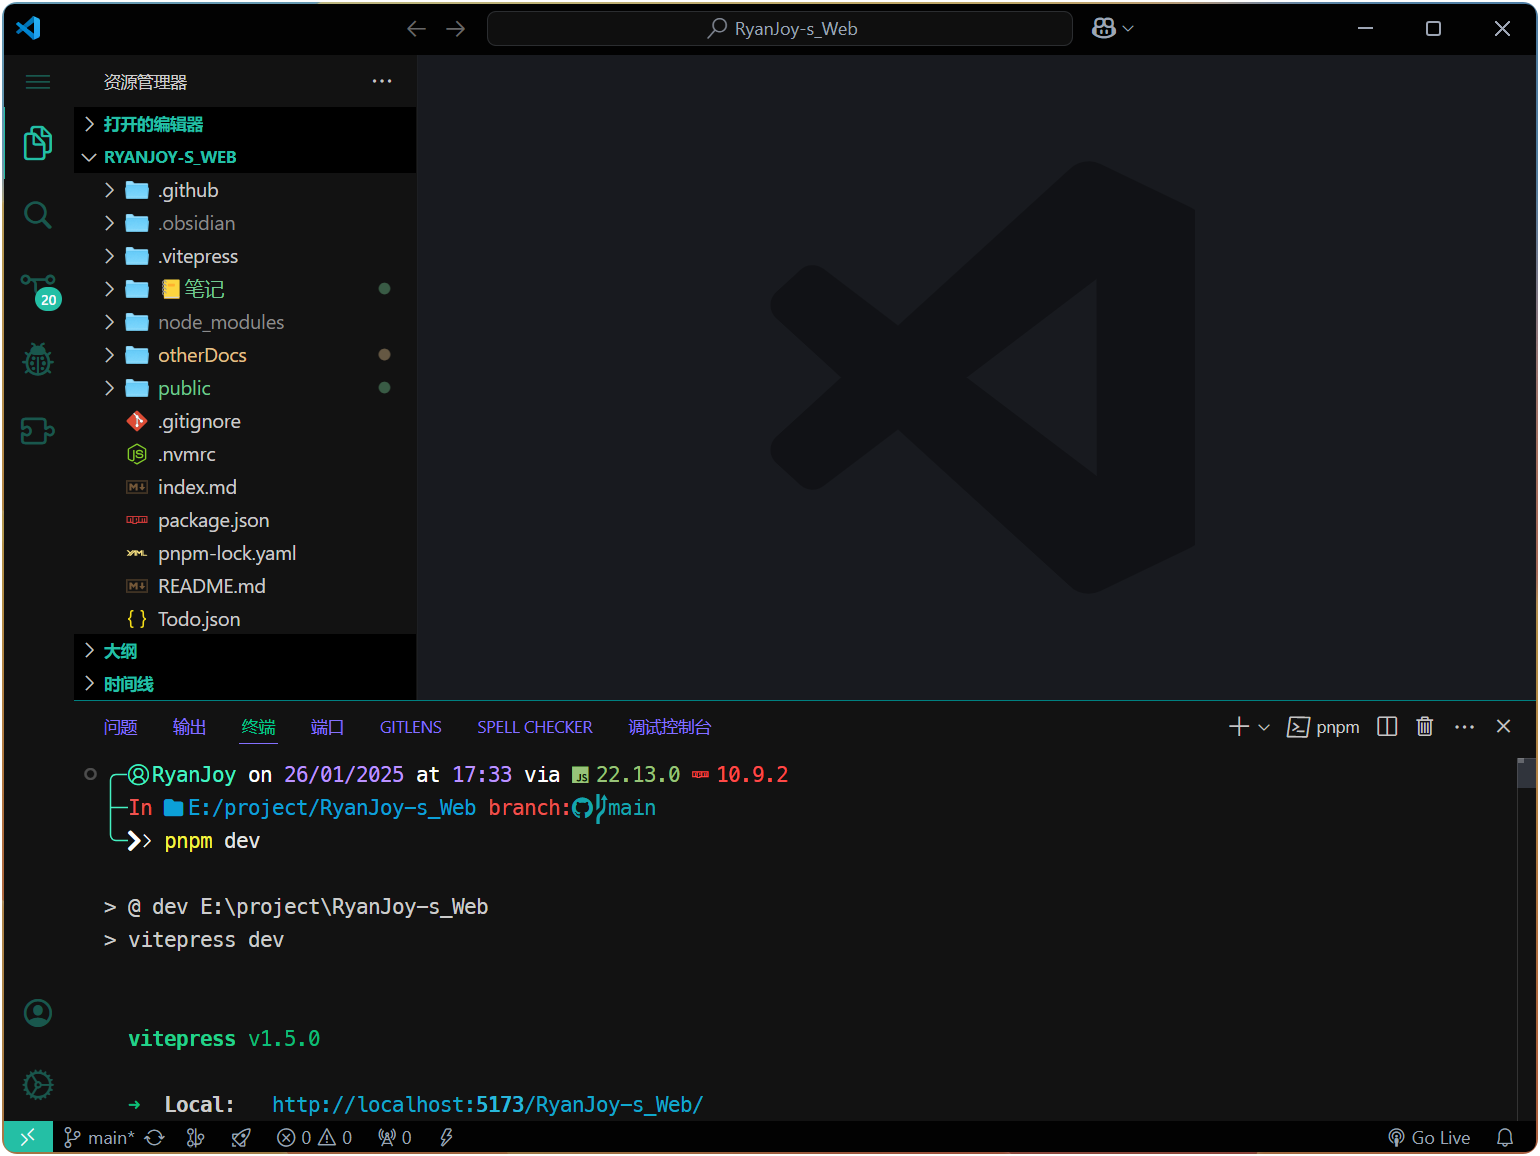 RyanJoy-s_Web
资源管理器
打开的编辑器
RYANJOY-S_WEB
.github
.obsidian
.vitepress
笔记
node_modules
otherDocs
public
.gitignore
.nvmrc
index.md
package.json
pnpm-lock.yaml
README.md
Todo.json
大纲
时间线
20
问题 输出 终端 端口 GITLENS SPELL CHECKER 调试控制台 pnpm
RyanJoy on 26/01/2025 at 17:33 via 22.13.0 10.9.2
In E:/project/RyanJoy-s_Web branch:main
pnpm dev
> @ dev E:\project\RyanJoy-s_Web
> vitepress dev
vitepress v1.5.0
➜ Local: http://localhost:5173/RyanJoy-s_Web/
main* 0 0 0 Go Live